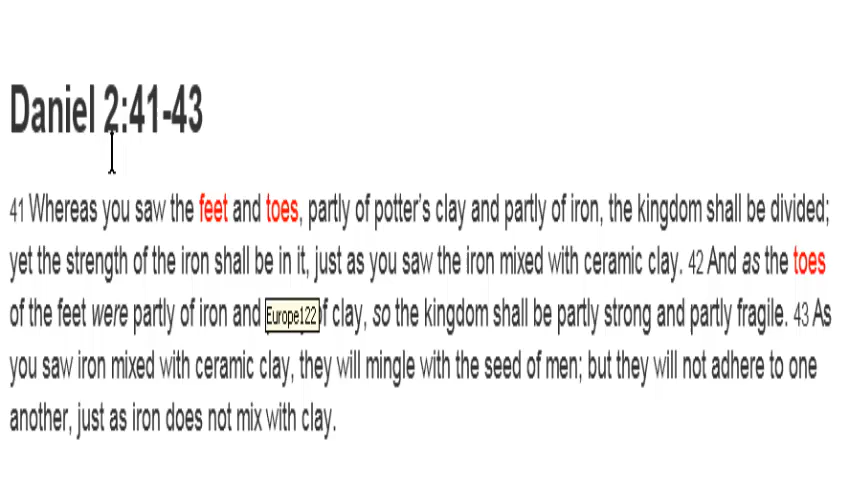 Daniel 2:41-43
41 Whereas you saw the feet and toes, partly of potter's clay and partly of iron, the kingdom shall be divided;
yet the strength of the iron shall be in it, just as you saw the iron mixed with ceramic clay. 42 And as the toes
of the feet were partly of iron and Europe122 of clay, so the kingdom shall be partly strong and partly fragile. 43 As
you saw iron mixed with ceramic clay, they will mingle with the seed of men; but they will not adhere to one
another, just as iron does not mix with clay.